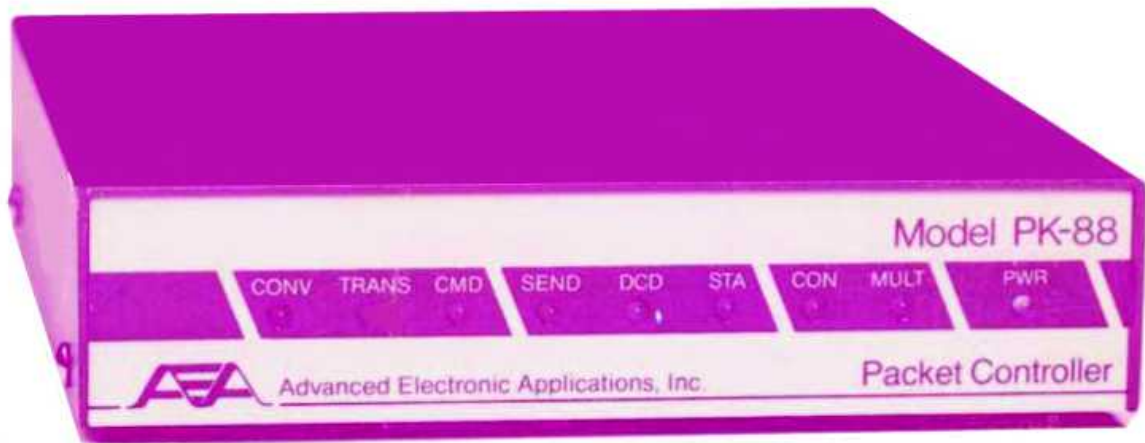 Model PK-88
CONV TRANS CMD SEND DCD STA CON MULT PWR
AEA Advanced Electronic Applications, Inc. Packet Controller